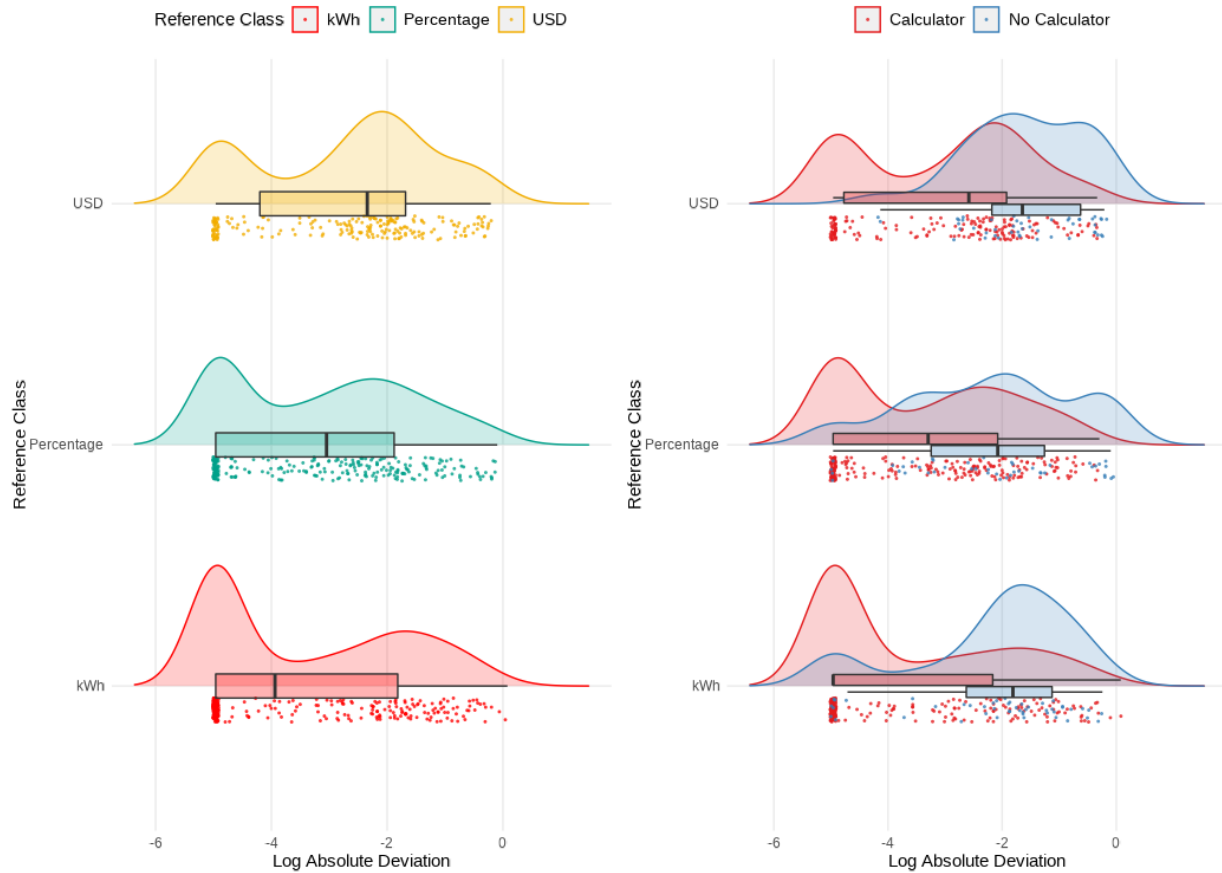 Reference Class kWh Percentage USD
USD
Percentage
kWh
Reference Class
-6 -4 -2 0
Log Absolute Deviation
Calculator No Calculator
USD
Percentage
kWh
Reference Class
-6 -4 -2 0
Log Absolute Deviation